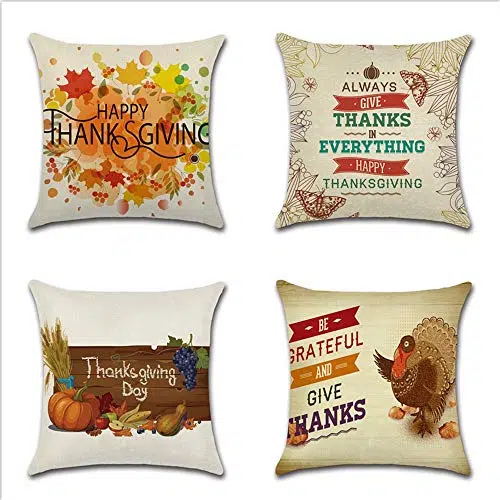 HAPPY
THANKSGIVING
ALWAYS
GIVE
THANKS
IN
EVERYTHING
HAPPY
THANKSGIVING
Thanksgiving
Day
BE
GRATEFUL
AND
GIVE
THANKS